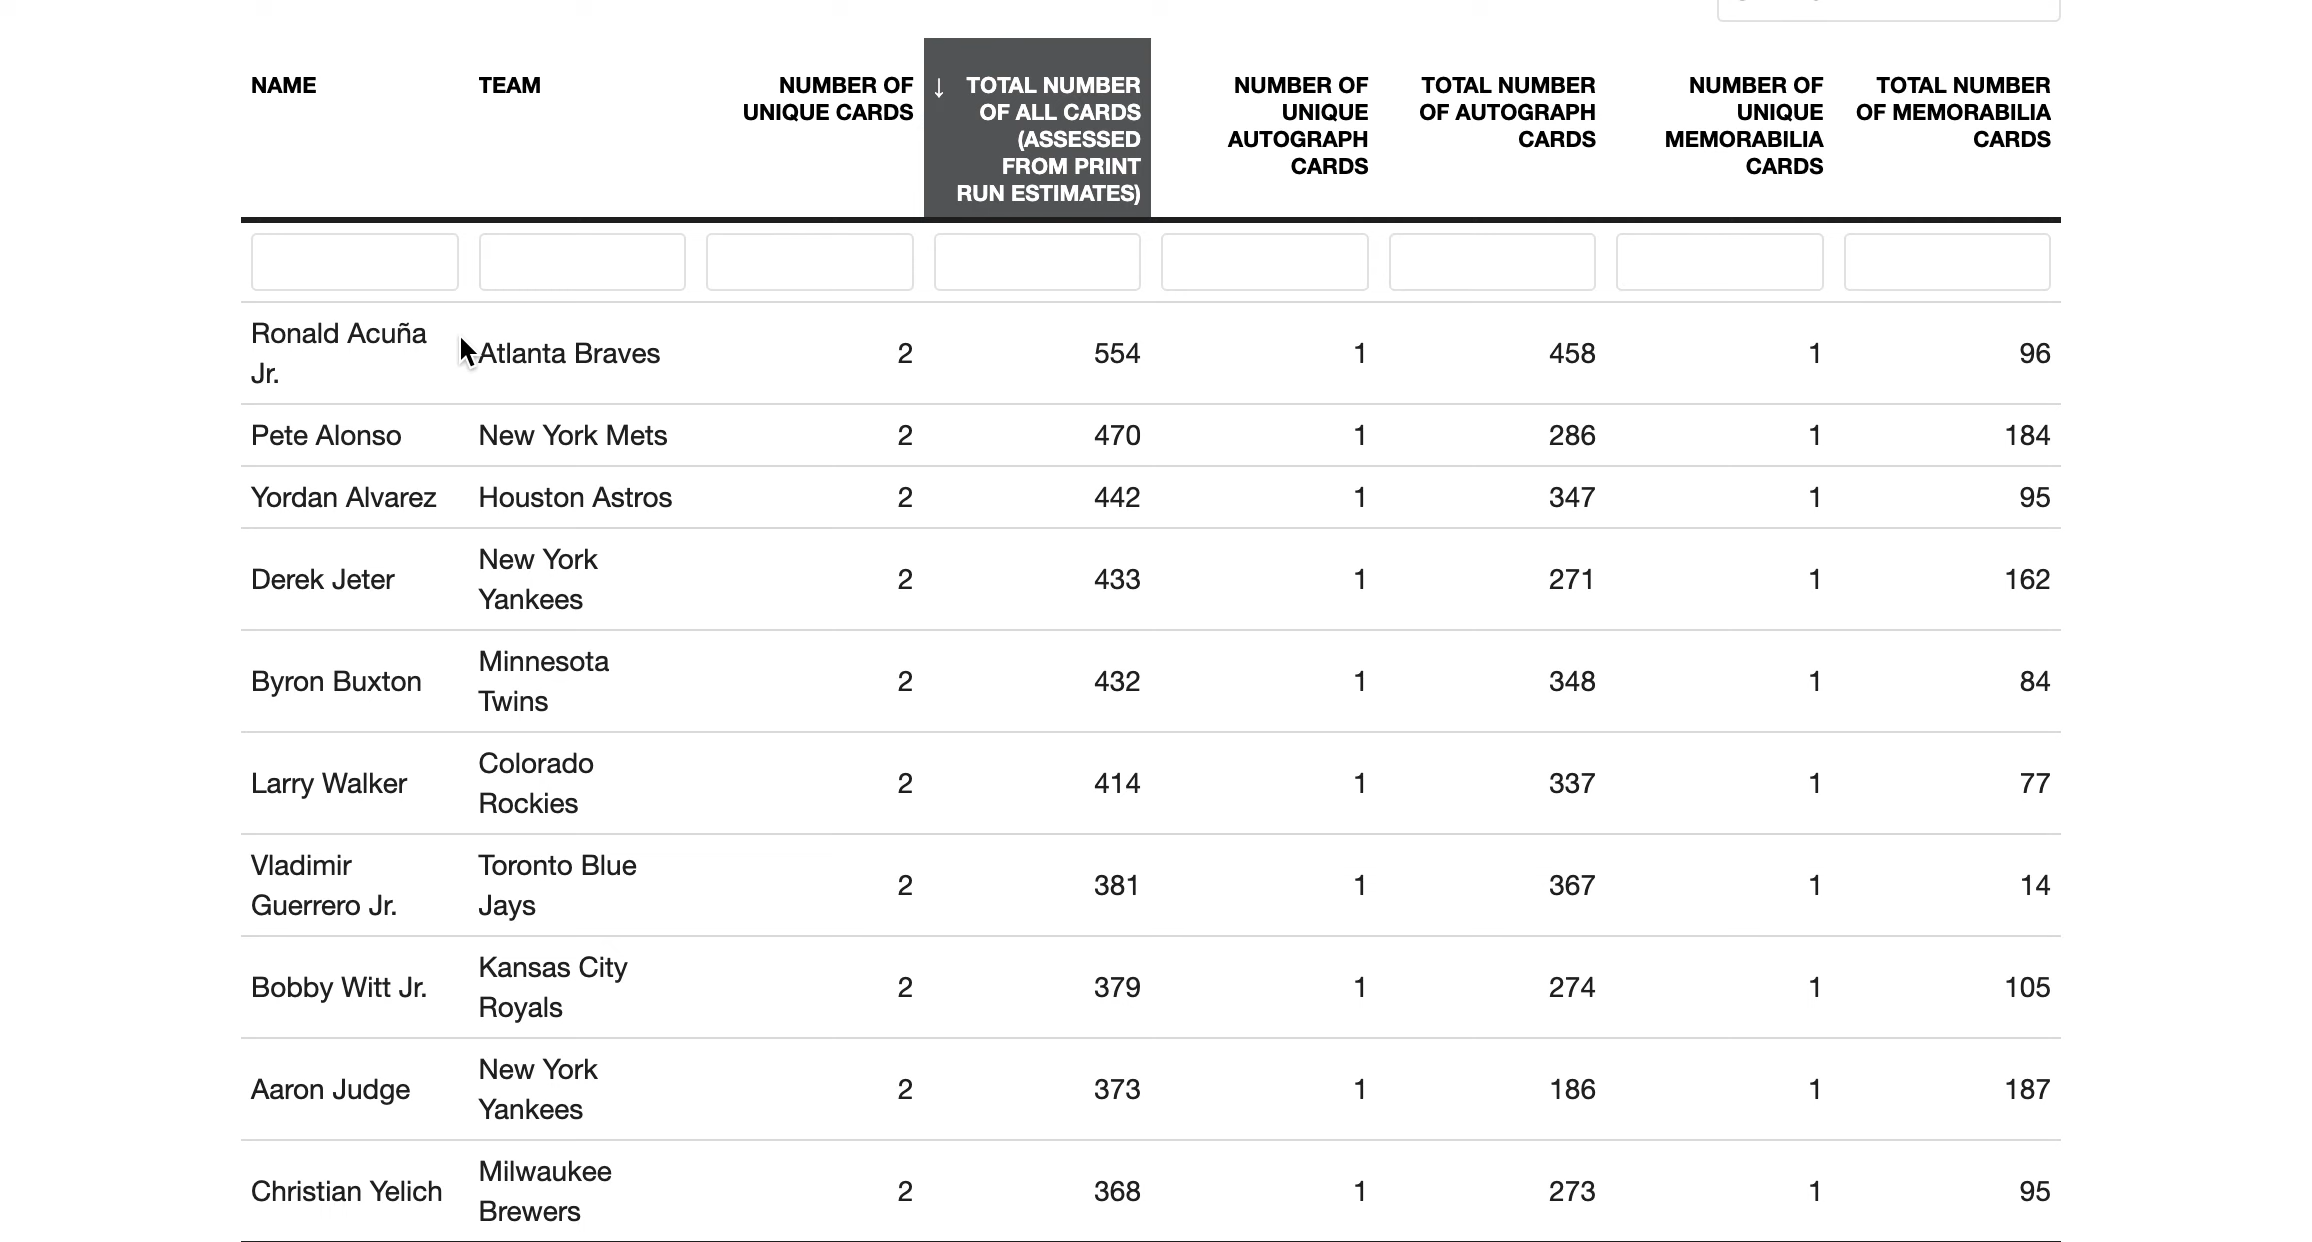 NAME
TEAM
NUMBER OF
UNIQUE CARDS
↓ TOTAL NUMBER
OF ALL CARDS
(ASSESSED
FROM PRINT
RUN ESTIMATES)
NUMBER OF
UNIQUE
AUTOGRAPH
CARDS
TOTAL NUMBER
OF AUTOGRAPH
CARDS
NUMBER OF
UNIQUE
MEMORABILIA
CARDS
TOTAL NUMBER
OF MEMORABILIA
CARDS
Ronald Acuña
Jr.
Atlanta Braves
2
554
1
458
1
96
Pete Alonso
New York Mets
2
470
1
286
1
184
Yordan Alvarez
Houston Astros
2
442
1
347
1
95
Derek Jeter
New York
Yankees
2
433
1
271
1
162
Byron Buxton
Minnesota
Twins
2
432
1
348
1
84
Larry Walker
Colorado
Rockies
2
414
1
337
1
77
Vladimir
Guerrero Jr.
Toronto Blue
Jays
2
381
1
367
1
14
Bobby Witt Jr.
Kansas City
Royals
2
379
1
274
1
105
Aaron Judge
New York
Yankees
2
373
1
186
1
187
Christian Yelich
Milwaukee
Brewers
2
368
1
273
1
95